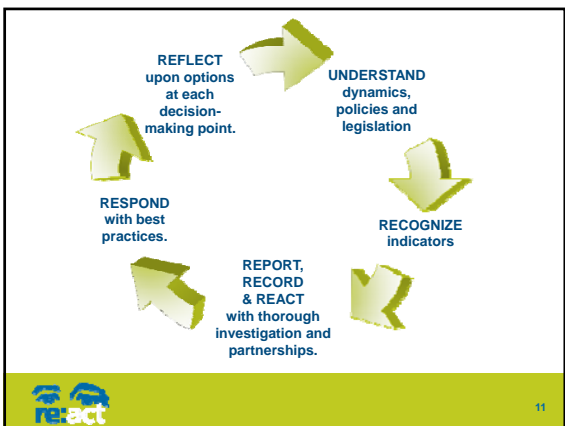 REFLECT
upon options
at each
decision-
making point.
UNDERSTAND
dynamics,
policies and
legislation
RECOGNIZE
indicators
REPORT,
RECORD
& REACT
with thorough
investigation and
partnerships.
RESPOND
with best
practices.
re:act
11